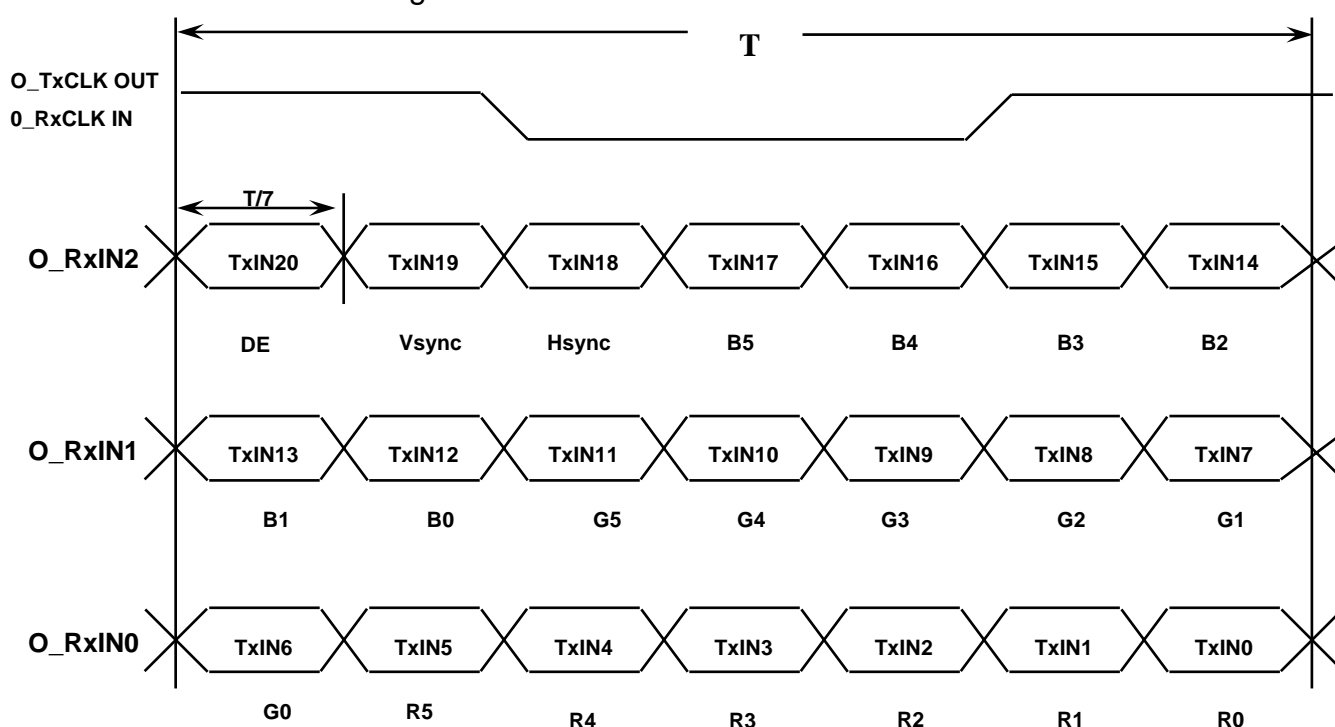 T
O_TxCLK OUT
0_RxCLK IN
T/7
O_RxIN2 TxIN20 TxIN19 TxIN18 TxIN17 TxIN16 TxIN15 TxIN14
DE Vsync Hsync B5 B4 B3 B2
O_RxIN1 TxIN13 TxIN12 TxIN11 TxIN10 TxIN9 TxIN8 TxIN7
B1 B0 G5 G4 G3 G2 G1
O_RxIN0 TxIN6 TxIN5 TxIN4 TxIN3 TxIN2 TxIN1 TxIN0
G0 R5 R4 R3 R2 R1 R0